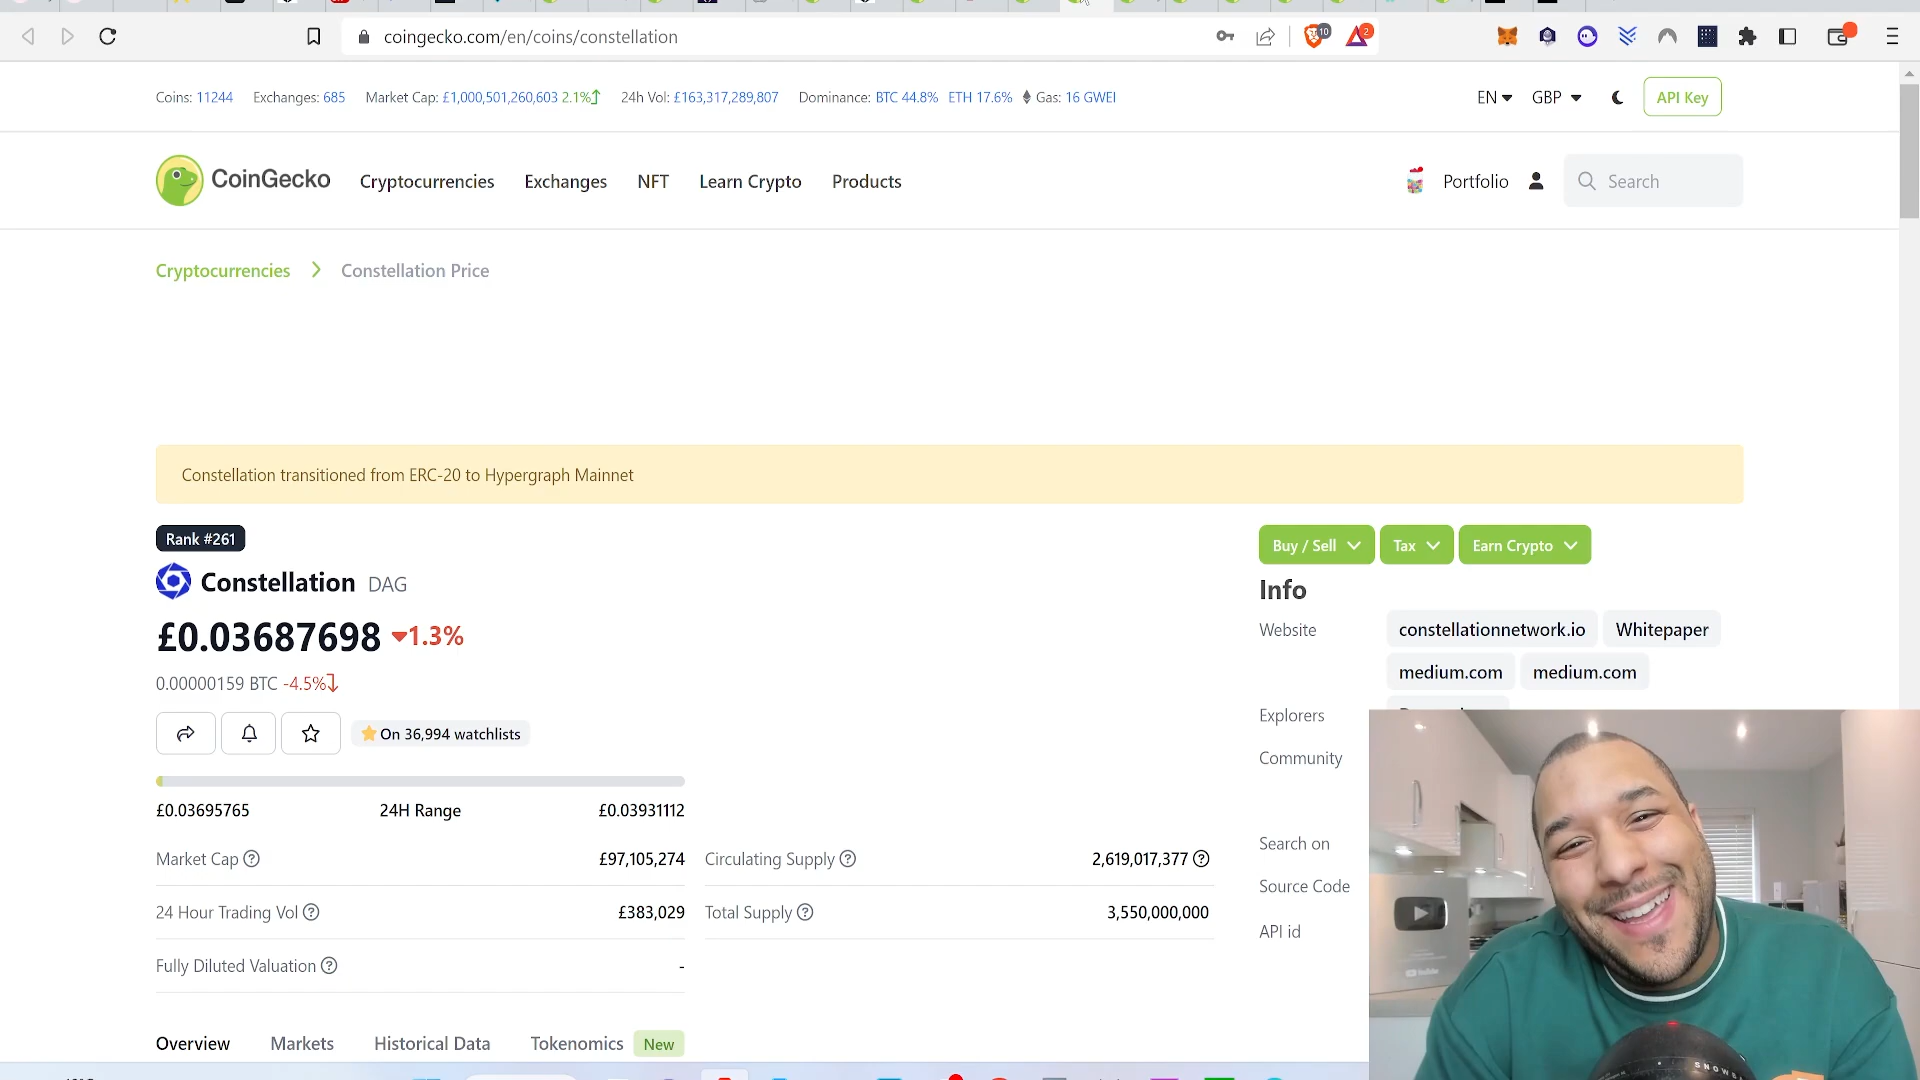 coingecko.com/en/coins/constellation
10
2
Coins: 11244 Exchanges: 685 Market Cap: £1,000,501,260,603 2.1% 24h Vol: £163,317,289,807 Dominance: BTC 44.8% ETH 17.6% Gas: 16 GWEI
EN GBP API Key
CoinGecko Cryptocurrencies Exchanges NFT Learn Crypto Products Portfolio Search
Cryptocurrencies Constellation Price
Constellation transitioned from ERC-20 to Hypergraph Mainnet
Rank #261
Constellation DAG
£0.03687698 1.3%
0.00000159 BTC -4.5%
On 36,994 watchlists
£0.03695765 24H Range £0.03931112
Market Cap £97,105,274 Circulating Supply 2,619,017,377
24 Hour Trading Vol £383,029 Total Supply 3,550,000,000
Fully Diluted Valuation -
Overview Markets Historical Data Tokenomics New
Buy / Sell Tax Earn Crypto
Info
Website constellationnetwork.io Whitepaper
medium.com medium.com
Explorers
Community
Search on
Source Code
API id
YouTube